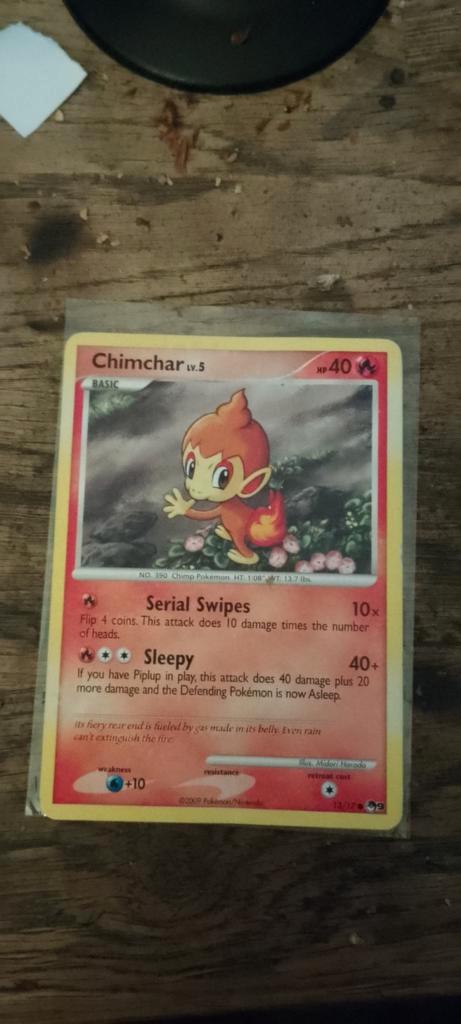 Chimchar LV.5
HP 40
BASIC
NO. 390 Chimp Pokémon HT: 1'08" WT: 13.7 lbs.
Serial Swipes 10×
Flip 4 coins. This attack does 10 damage times the number
of heads.
Sleepy 40+
If you have Piplup in play, this attack does 40 damage plus 20
more damage and the Defending Pokémon is now Asleep.
Its fiery rear end is fueled by gas made in its belly. Even rain
can't extinguish the fire.
Illus. Midori Harada
weakness resistance retreat cost
+10
©2009 Pokémon/Nintendo
13/17 ● 9